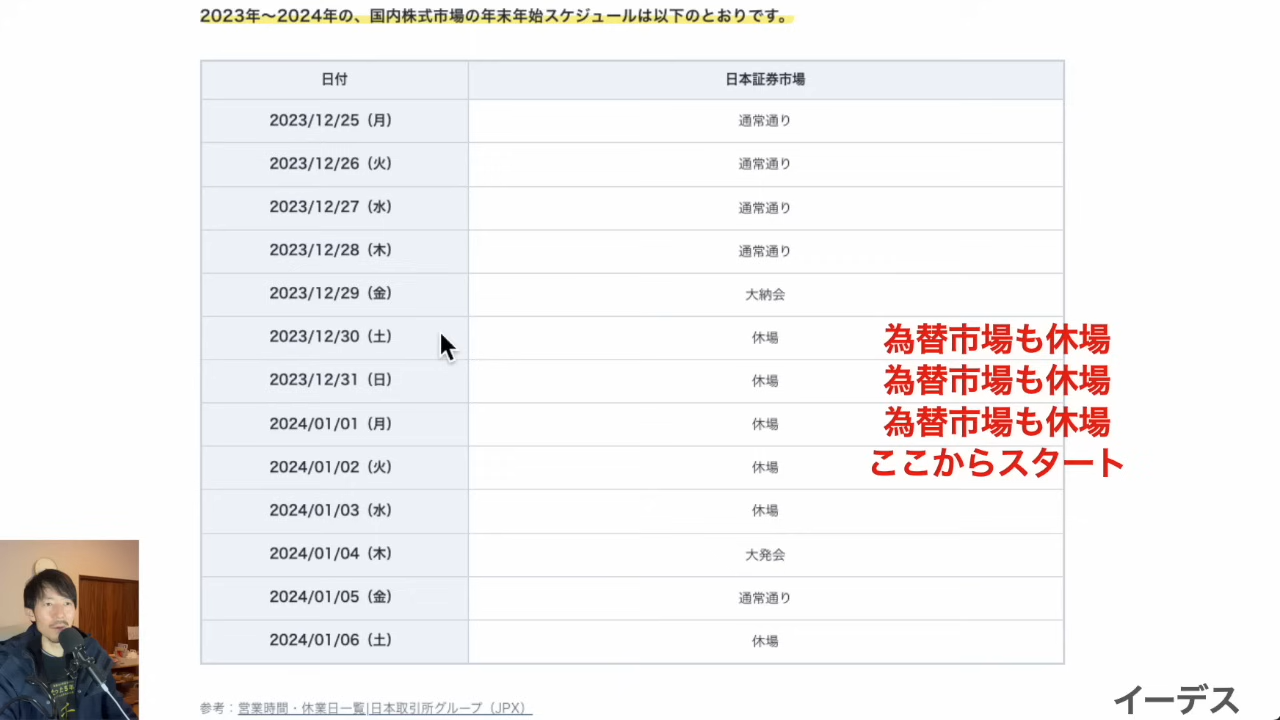 2023年〜2024年の、国内株式市場の年末年始スケジュールは以下のとおりです。
日付 日本証券市場
2023/12/25（月） 通常通り
2023/12/26（火） 通常通り
2023/12/27（水） 通常通り
2023/12/28（木） 通常通り
2023/12/29（金） 大納会
2023/12/30（土） 休場 為替市場も休場
2023/12/31（日） 休場 為替市場も休場
2024/01/01（月） 休場 為替市場も休場
2024/01/02（火） 休場 ここからスタート
2024/01/03（水） 休場
2024/01/04（木） 大発会
2024/01/05（金） 通常通り
2024/01/06（土） 休場
参考：営業時間・休業日一覧|日本取引所グループ（JPX）
イーデス